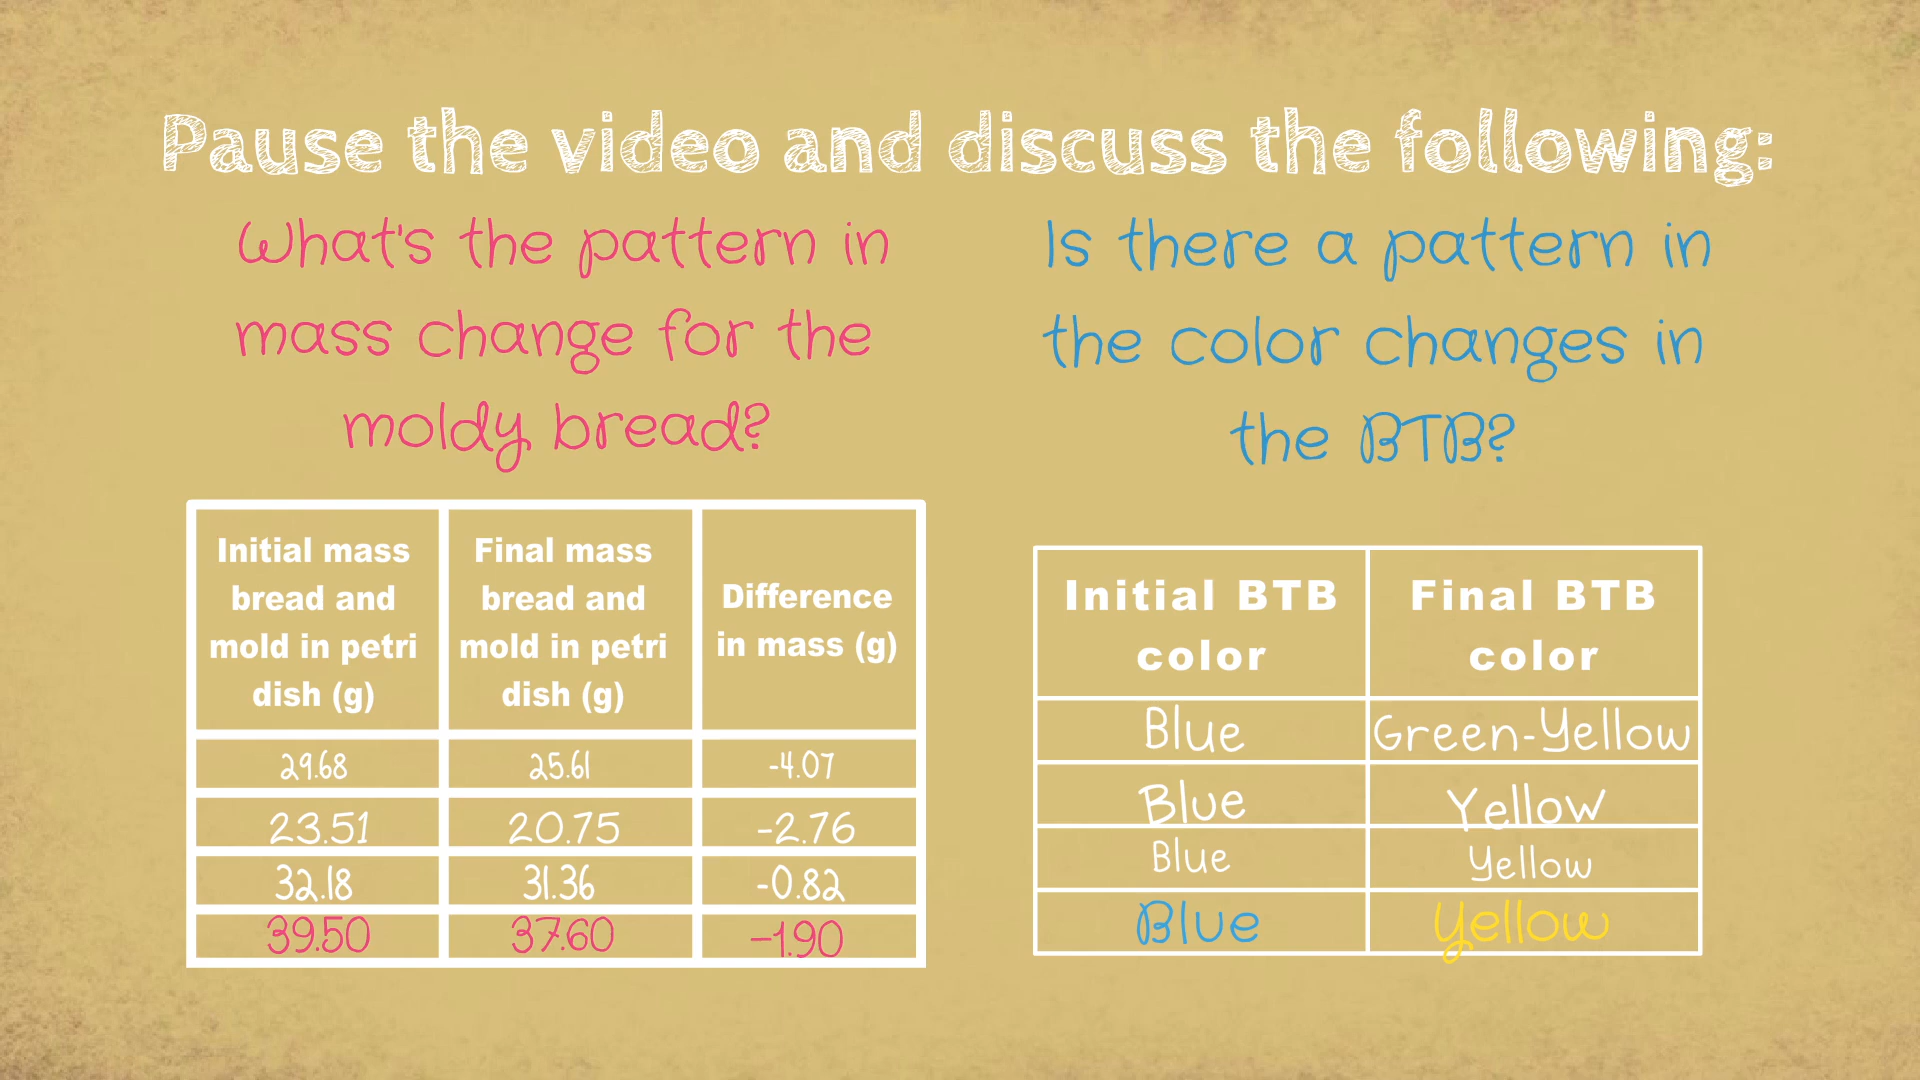 Pause the video and discuss the following:
What's the pattern in
mass change for the
moldy bread?
Is there a pattern in
the color changes in
the BTB?
Initial mass
bread and
mold in petri
dish (g)
Final mass
bread and
mold in petri
dish (g)
Difference
in mass (g)
29.68 25.61 -4.07
23.51 20.75 -2.76
32.18 31.36 -0.82
39.50 37.60 -1.90
Initial BTB
color
Final BTB
color
Blue Green-Yellow
Blue Yellow
Blue Yellow
Blue Yellow